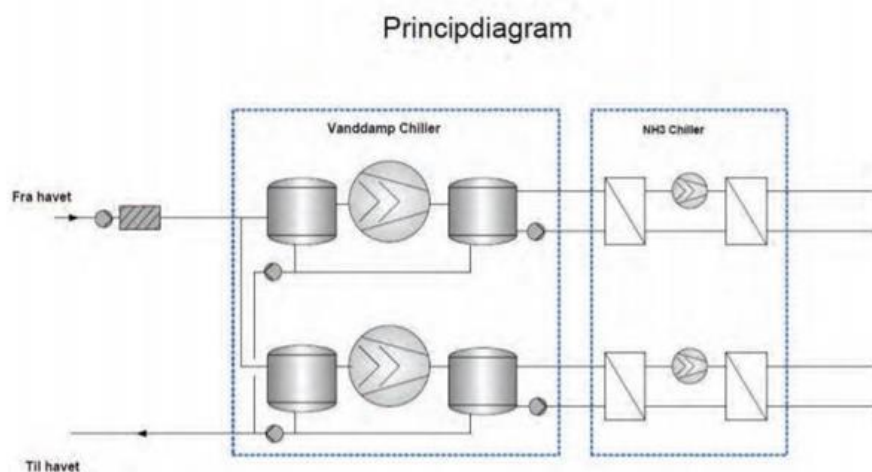 Principdiagram
Vanddamp Chiller
NH3 Chiller
Fra havet
Til havet